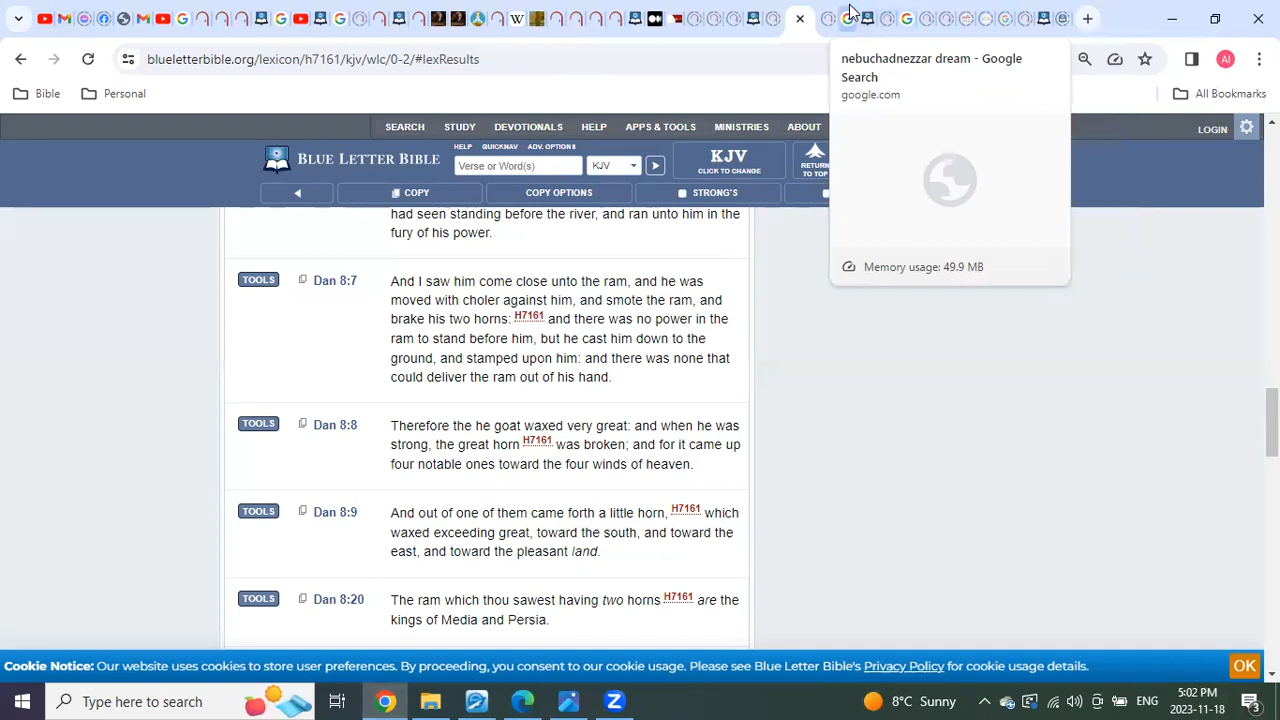 blueletterbible.org/lexicon/h7161/kjv/wlc/0-2/#lexResults
AI
Bible
Personal
All Bookmarks
nebuchadnezzar dream - Google
Search
google.com
Memory usage: 49.9 MB
SEARCH STUDY DEVOTIONALS HELP APPS & TOOLS MINISTRIES ABOUT
LOGIN
BLUE LETTER BIBLE
HELP QUICKNAV ADV. OPTIONS
Verse or Word(s)
KJV
KJV
CLICK TO CHANGE
RETURN
TO TOP
COPY
COPY OPTIONS
STRONG'S
had seen standing before the river, and ran unto him in the
fury of his power.
TOOLS
Dan 8:7
And I saw him come close unto the ram, and he was
moved with choler against him, and smote the ram, and
brake his two horns: H7161 and there was no power in the
ram to stand before him, but he cast him down to the
ground, and stamped upon him: and there was none that
could deliver the ram out of his hand.
TOOLS
Dan 8:8
Therefore the he goat waxed very great: and when he was
strong, the great horn H7161 was broken; and for it came up
four notable ones toward the four winds of heaven.
TOOLS
Dan 8:9
And out of one of them came forth a little horn, H7161 which
waxed exceeding great, toward the south, and toward the
east, and toward the pleasant land.
TOOLS
Dan 8:20
The ram which thou sawest having two horns H7161 are the
kings of Media and Persia.
Cookie Notice: Our website uses cookies to store user preferences. By proceeding, you consent to our cookie usage. Please see Blue Letter Bible's Privacy Policy for cookie usage details.
OK
Type here to search
8°C Sunny
ENG
5:02 PM
2023-11-18
3